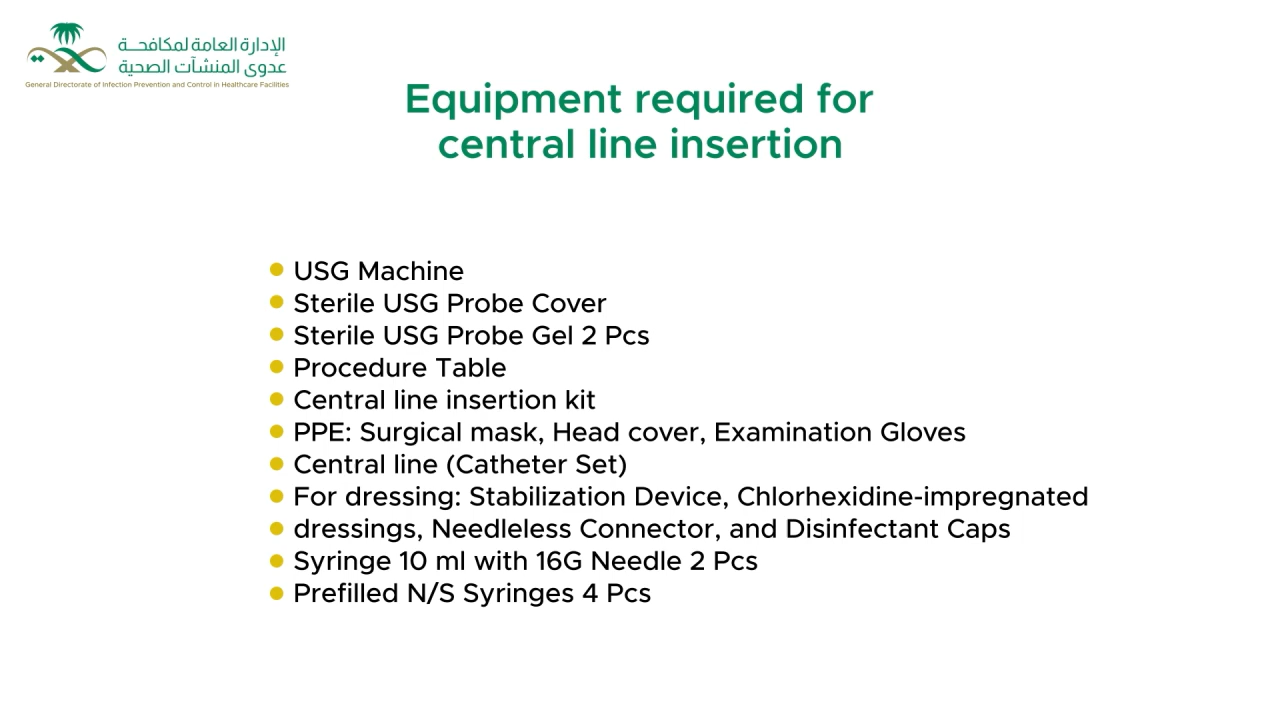 الإدارة العامة لمكافحـــة
عدوى المنشآت الصحية
General Directorate of Infection Prevention and Control in Healthcare Facilities
Equipment required for
central line insertion
USG Machine
Sterile USG Probe Cover
Sterile USG Probe Gel 2 Pcs
Procedure Table
Central line insertion kit
PPE: Surgical mask, Head cover, Examination Gloves
Central line (Catheter Set)
For dressing: Stabilization Device, Chlorhexidine-impregnated
dressings, Needleless Connector, and Disinfectant Caps
Syringe 10 ml with 16G Needle 2 Pcs
Prefilled N/S Syringes 4 Pcs